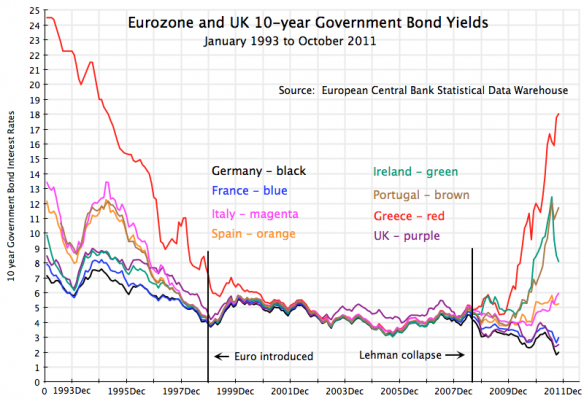 Eurozone and UK 10-year Government Bond Yields
January 1993 to October 2011
Source: European Central Bank Statistical Data Warehouse
10 year Government Bond Interest Rates
25
24
23
22
21
20
19
18
17
16
15
14
13
12
11
10
9
8
7
6
5
4
3
2
1
0
Germany - black
France - blue
Italy - magenta
Spain - orange
Ireland - green
Portugal - brown
Greece - red
UK - purple
← Euro introduced
Lehman collapse →
0 1993Dec 1995Dec 1997Dec 1999Dec 2001Dec 2003Dec 2005Dec 2007Dec 2009Dec 2011Dec